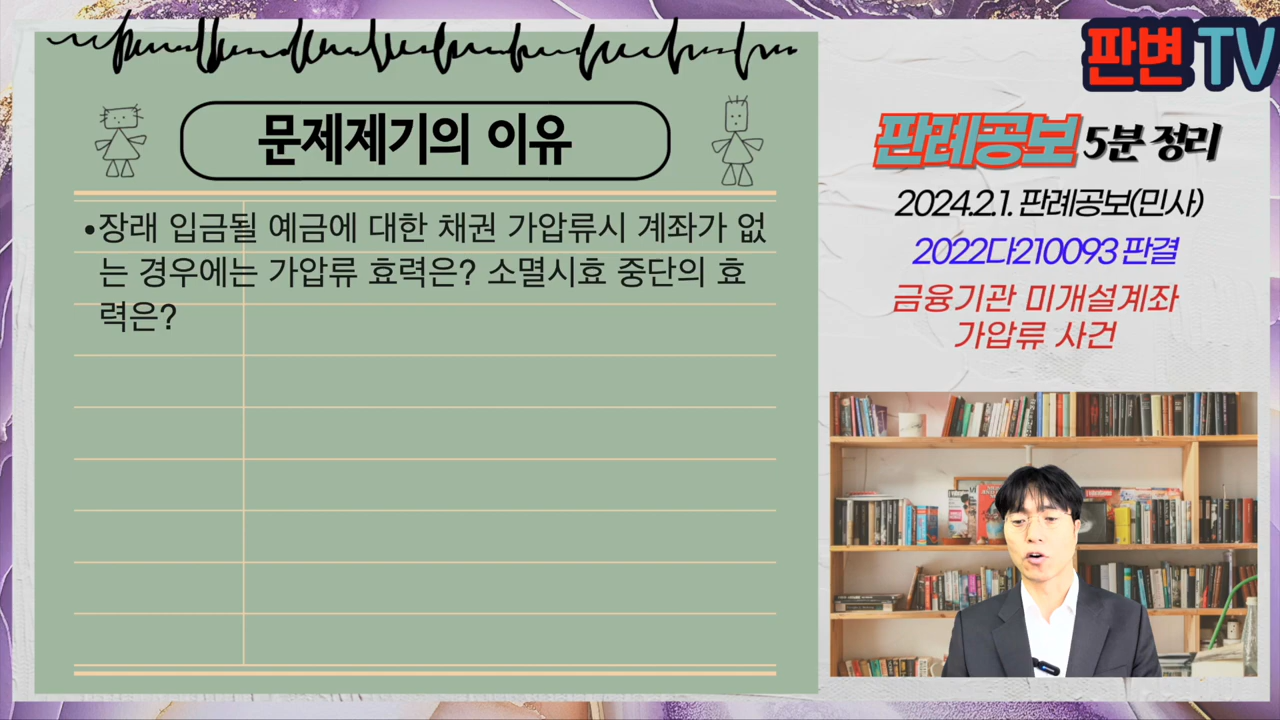 판변 TV
문제제기의 이유
•장래 입금될 예금에 대한 채권 가압류시 계좌가 없
는 경우에는 가압류 효력은? 소멸시효 중단의 효
력은?
판례공보 5분 정리
2024.2.1. 판례공보(민사)
2022다210093 판결
금융기관 미개설계좌
가압류 사건